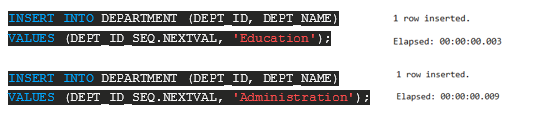 INSERT INTO DEPARTMENT (DEPT_ID, DEPT_NAME)
VALUES (DEPT_ID_SEQ.NEXTVAL, 'Education');
1 row inserted.
Elapsed: 00:00:00.003
INSERT INTO DEPARTMENT (DEPT_ID, DEPT_NAME)
VALUES (DEPT_ID_SEQ.NEXTVAL, 'Administration');
1 row inserted.
Elapsed: 00:00:00.009